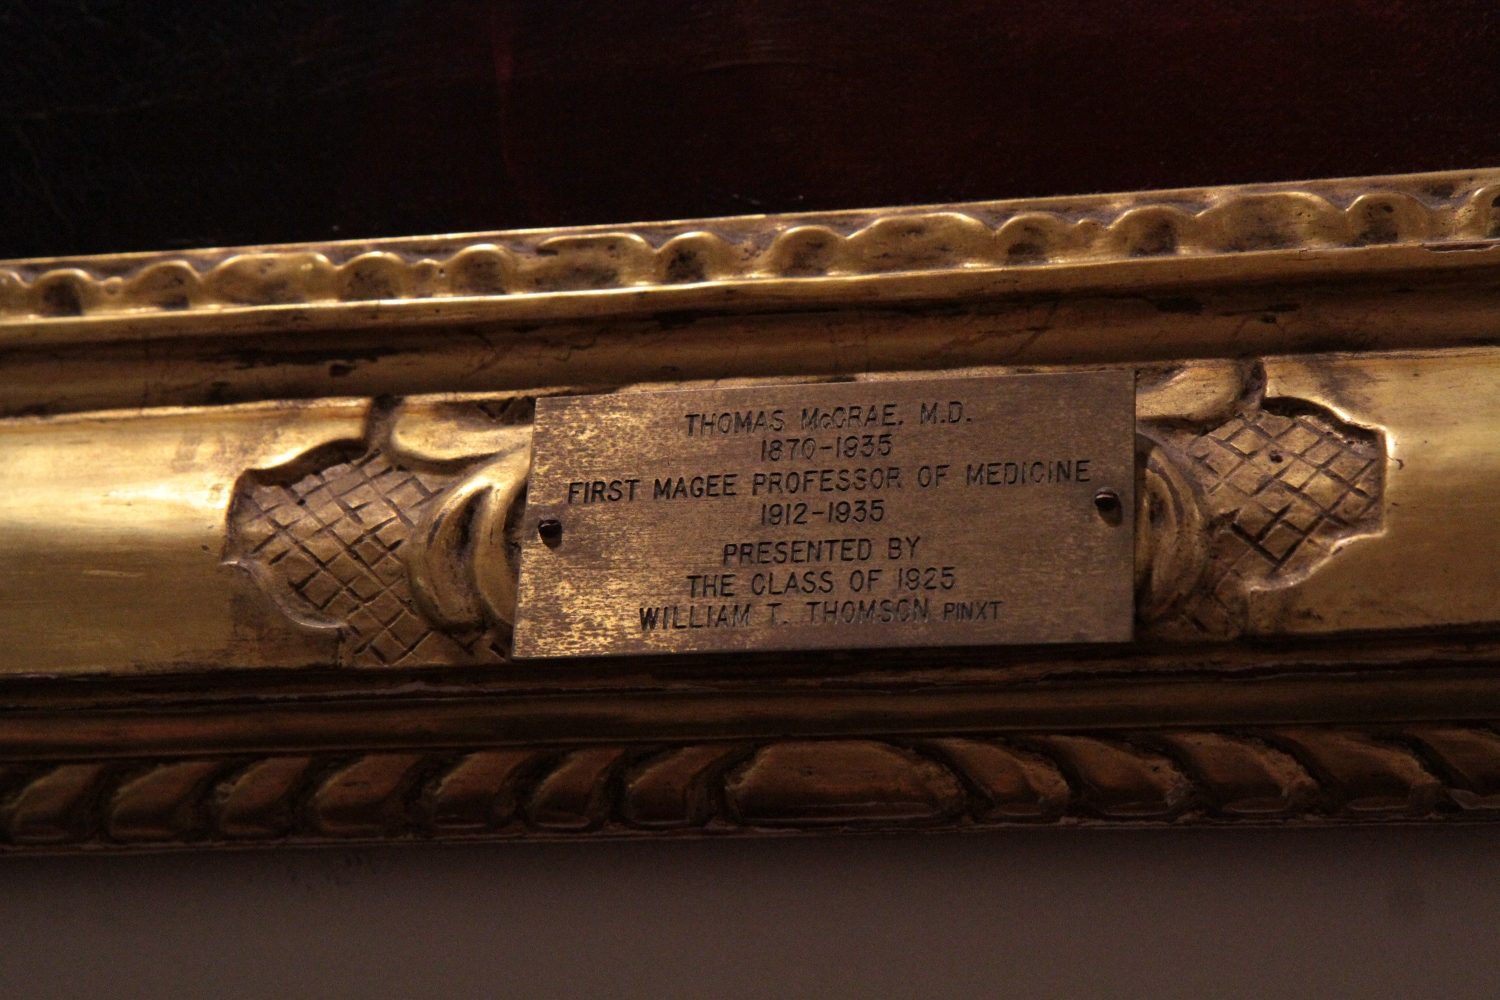 THOMAS McCRAE, M.D.
1870-1935
FIRST MAGEE PROFESSOR OF MEDICINE
1912-1935
PRESENTED BY
THE CLASS OF 1925
WILLIAM T. THOMSON PINXT